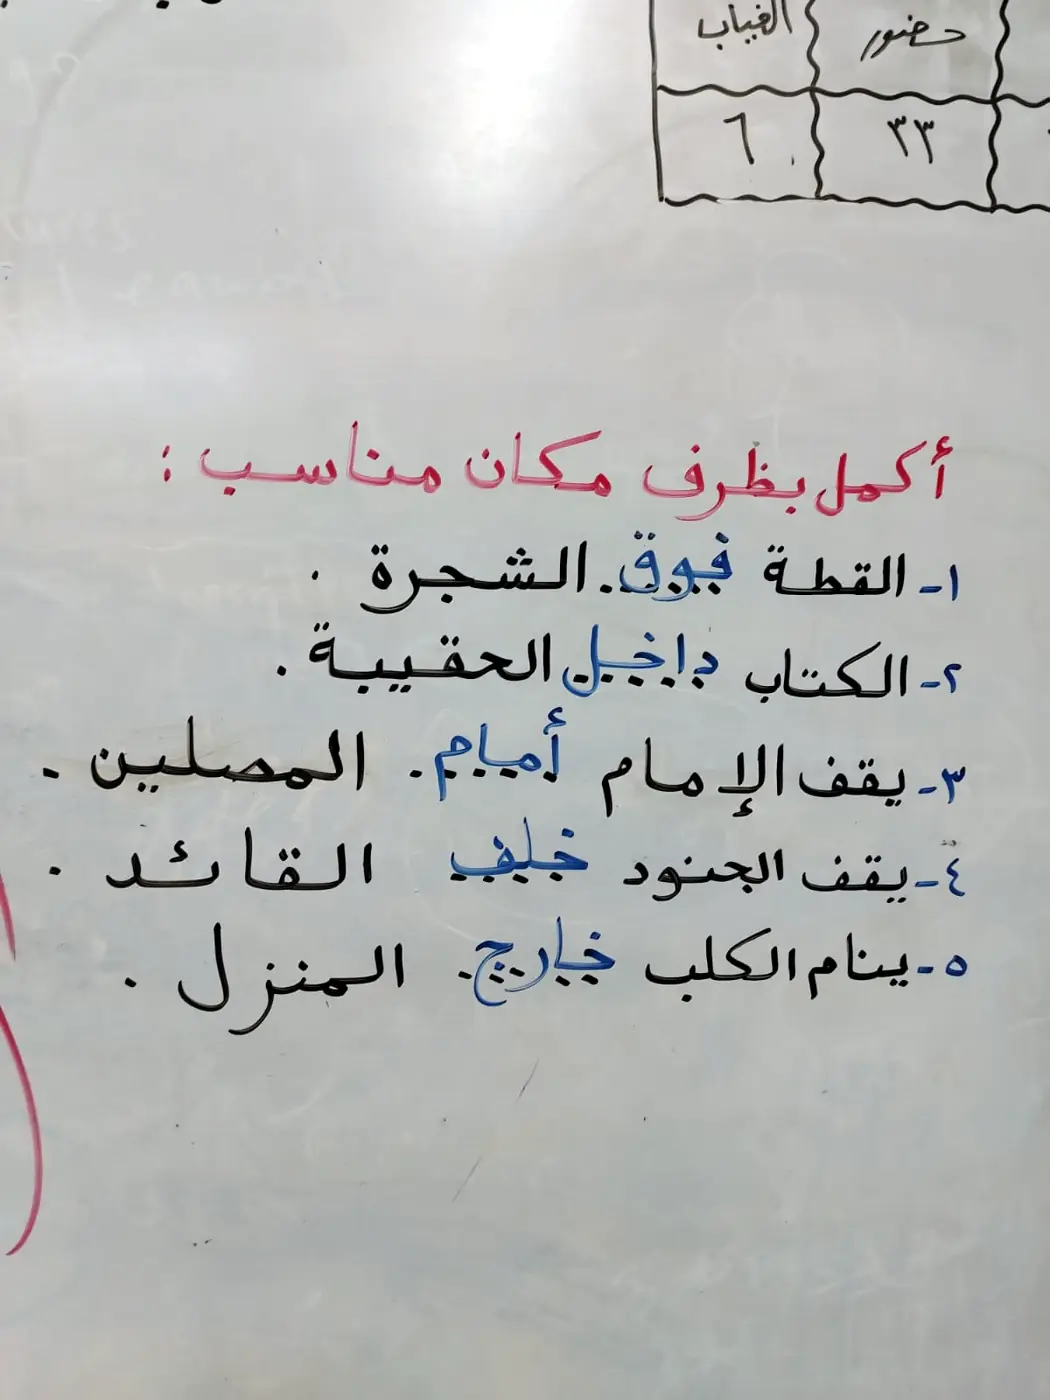 حضور الغياب
٣٣ ٦
أكمل بظرف مكان مناسب :
١- القطة فوق الشجرة .
٢- الكتاب داخل الحقيبة .
٣- يقف الإمام أمام المصلين .
٤- يقف الجنود خلف القائد .
٥- ينام الكلب خارج المنزل .